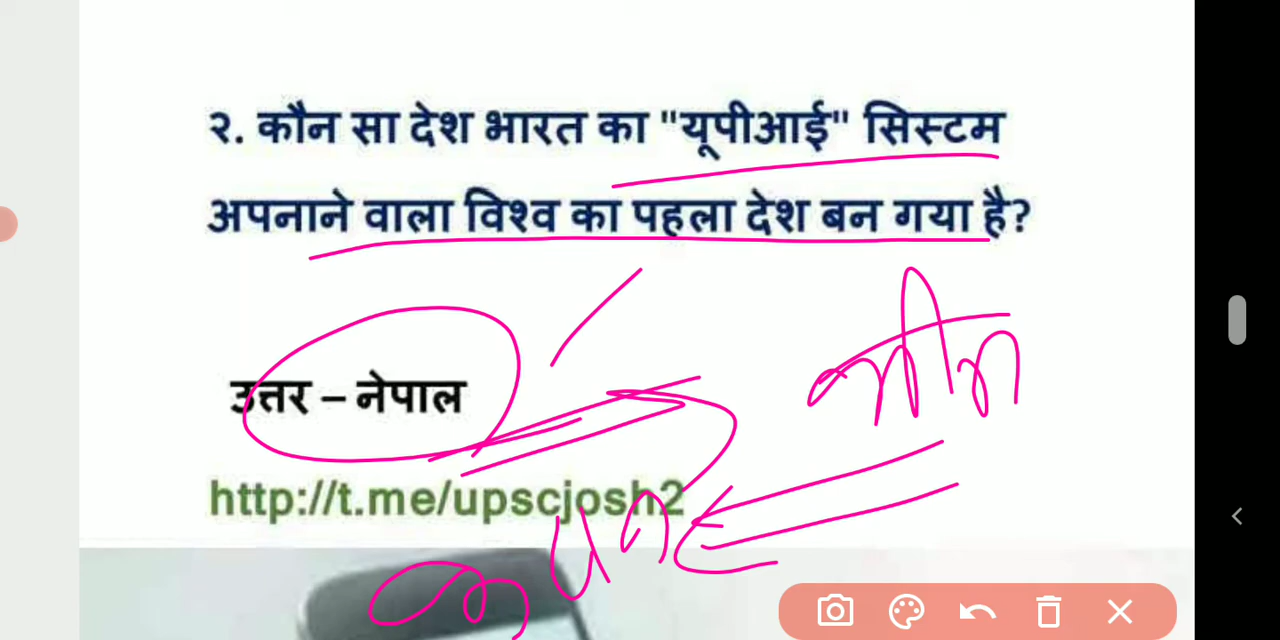 २. कौन सा देश भारत का "यूपीआई" सिस्टम
अपनाने वाला विश्व का पहला देश बन गया है?
उत्तर – नेपाल
http://t.me/upscjosh2